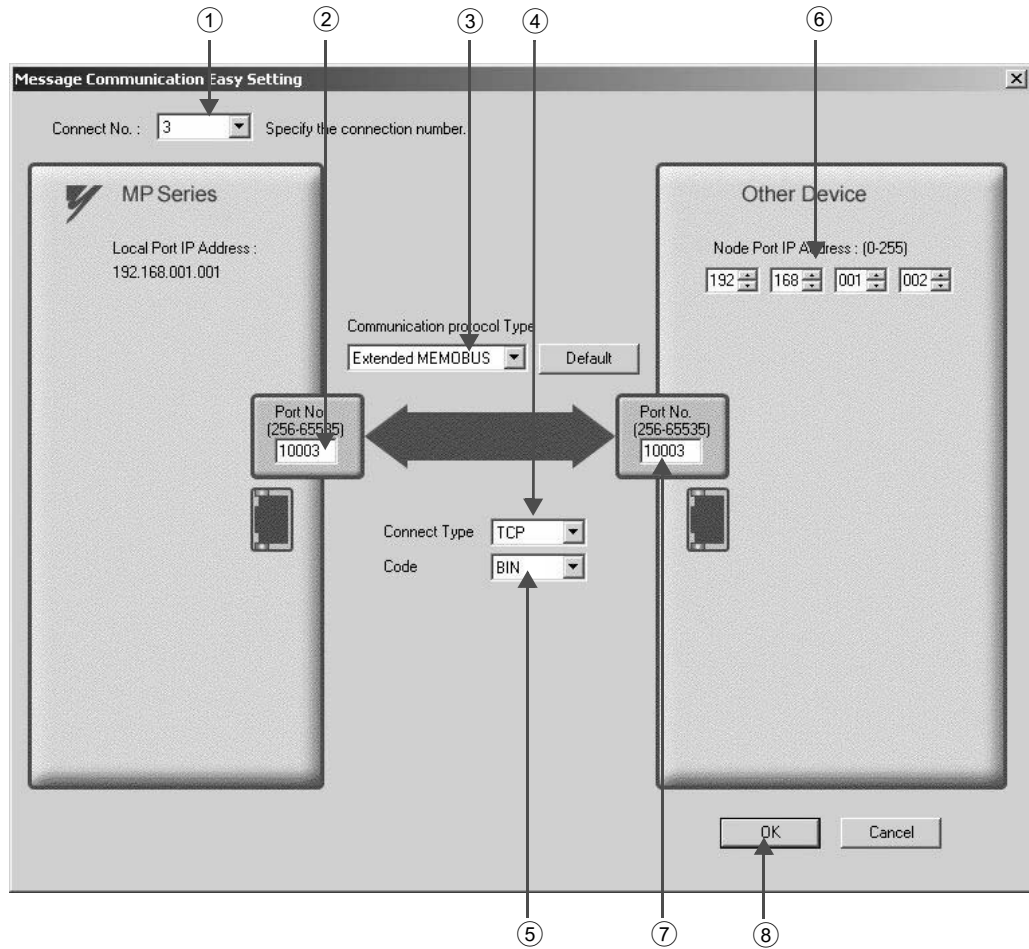 ① ② ③ ④ ⑥
Message Communication Easy Setting
Connect No. : 3 Specify the connection number.
MP Series
Local Port IP Address :
192.168.001.001
Other Device
Node Port IP Address : (0-255)
192 168 001 002
Communication protocol Type
Extended MEMOBUS Default
Port No.
(256-65535)
10003
Port No.
(256-65535)
10003
Connect Type TCP
Code BIN
OK Cancel
⑤ ⑦ ⑧